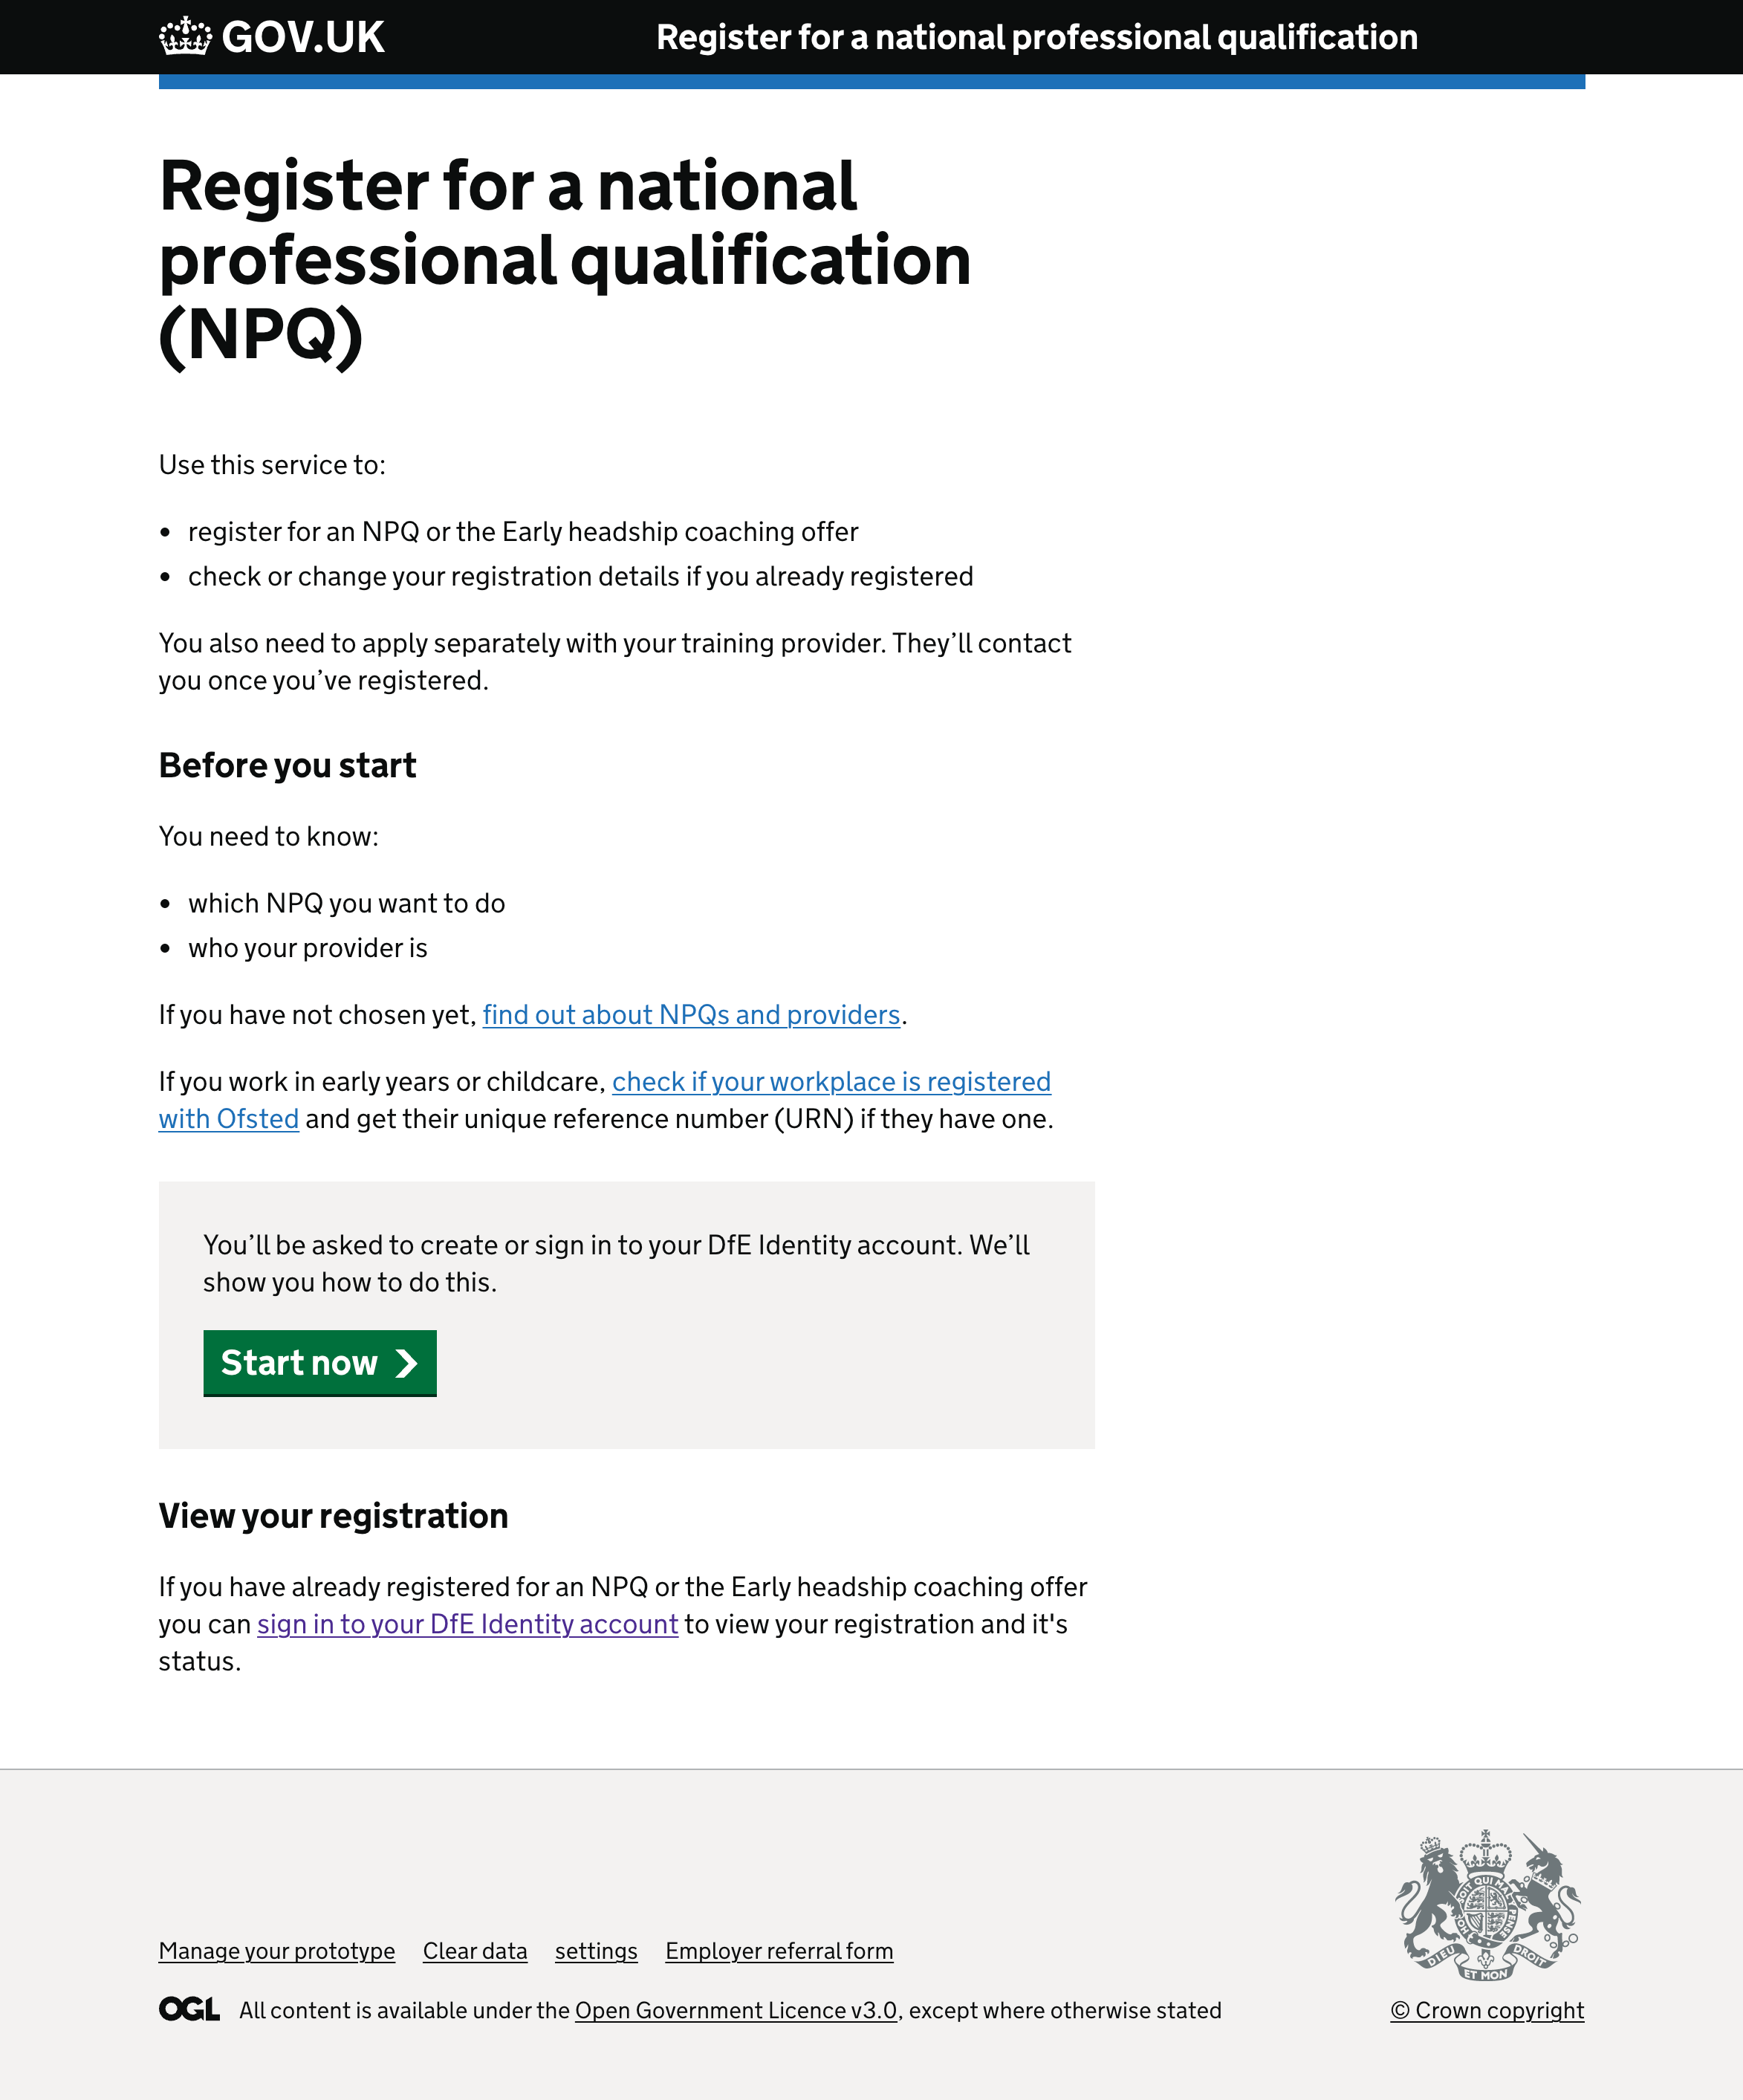 GOV.UK
Register for a national professional qualification
Register for a national
professional qualification
(NPQ)
Use this service to:
• register for an NPQ or the Early headship coaching offer
• check or change your registration details if you already registered
You also need to apply separately with your training provider. They’ll contact
you once you’ve registered.
Before you start
You need to know:
• which NPQ you want to do
• who your provider is
If you have not chosen yet, find out about NPQs and providers.
If you work in early years or childcare, check if your workplace is registered
with Ofsted and get their unique reference number (URN) if they have one.
You’ll be asked to create or sign in to your DfE Identity account. We’ll
show you how to do this.
Start now
View your registration
If you have already registered for an NPQ or the Early headship coaching offer
you can sign in to your DfE Identity account to view your registration and it's
status.
Manage your prototype Clear data settings Employer referral form
DIEU ET MON DROIT
OGL All content is available under the Open Government Licence v3.0, except where otherwise stated
© Crown copyright